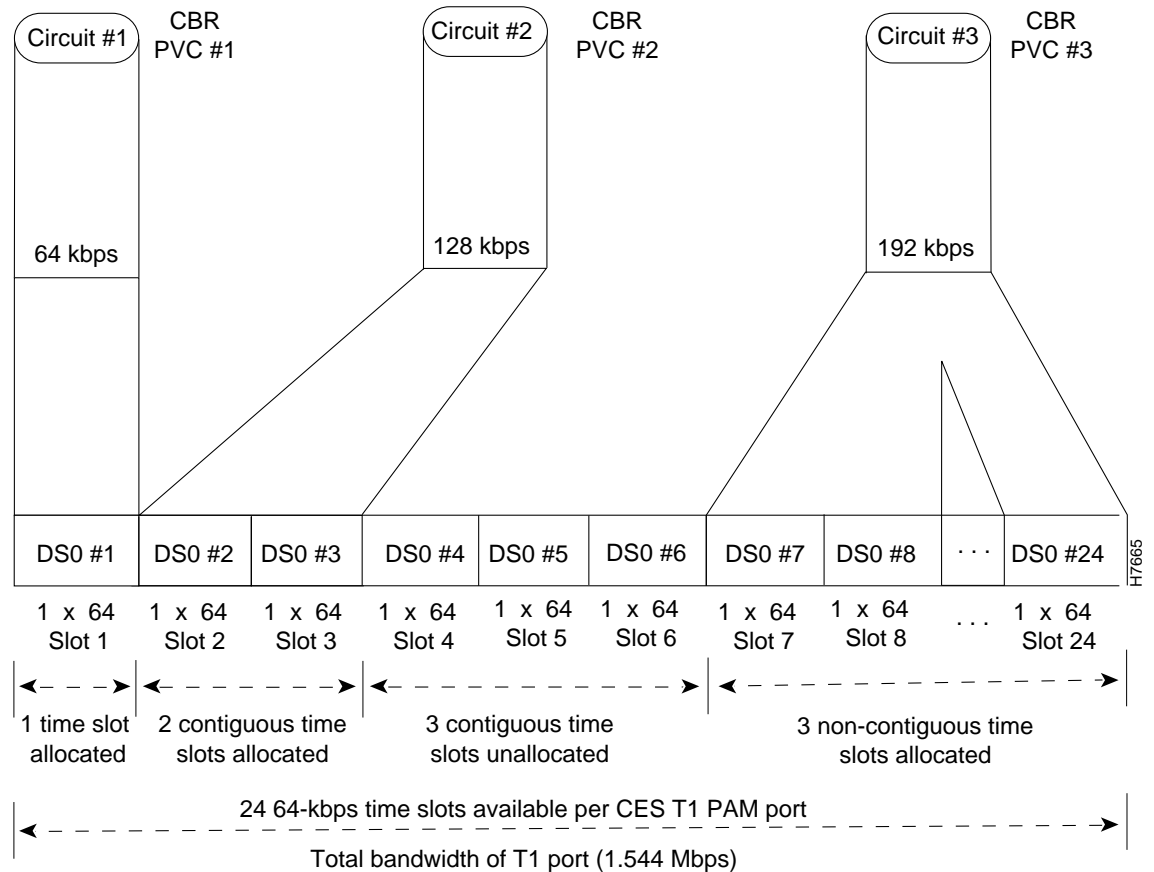 Circuit #1
CBR
PVC #1
Circuit #2
CBR
PVC #2
Circuit #3
CBR
PVC #3
64 kbps
128 kbps
192 kbps
DS0 #1
DS0 #2
DS0 #3
DS0 #4
DS0 #5
DS0 #6
DS0 #7
DS0 #8
. . .
DS0 #24
H7665
1 x 64
Slot 1
1 x 64
Slot 2
1 x 64
Slot 3
1 x 64
Slot 4
1 x 64
Slot 5
1 x 64
Slot 6
1 x 64
Slot 7
1 x 64
Slot 8
. . .
1 x 64
Slot 24
1 time slot
allocated
2 contiguous time
slots allocated
3 contiguous time
slots unallocated
3 non-contiguous time
slots allocated
24 64-kbps time slots available per CES T1 PAM port
Total bandwidth of T1 port (1.544 Mbps)